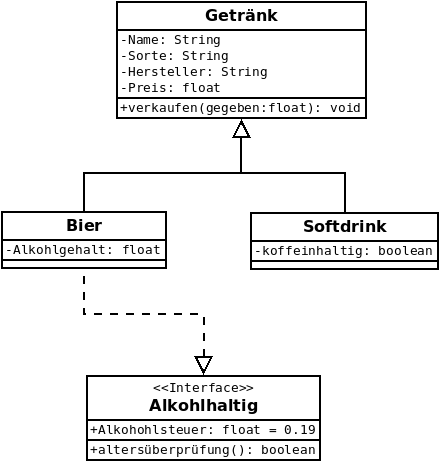 Getränk
-Name: String
-Sorte: String
-Hersteller: String
-Preis: float
+verkaufen(gegeben:float): void
Bier
-Alkohlgehalt: float
Softdrink
-koffeinhaltig: boolean
<<Interface>>
Alkohlhaltig
+Alkohohlsteuer: float = 0.19
+altersüberprüfung(): boolean